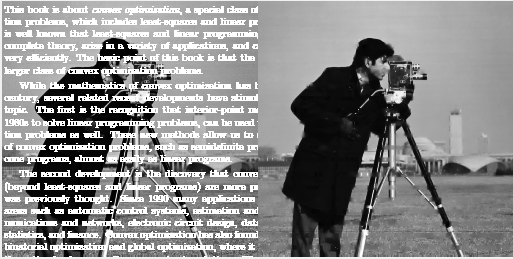 This book is about convex optimization, a special class of
tion problems, which includes least-squares and linear pr
is well known that least-squares and linear programmin
complete theory, arise in a variety of applications, and c
very efficiently. The basic point of this book is that the
larger class of convex optimization problems.
While the mathematics of convex optimization has
century, several related recent developments have stimul
topic. The first is the recognition that interior-point me
1980s to solve linear programming problems, can be used
tion problems as well. These new methods allow us to
of convex optimization problems, such as semidefinite pr
cone programs, almost as easily as linear programs.
The second development is the discovery that conve
(beyond least-squares and linear programs) are more p
was previously thought. Since 1990 many applications
areas such as automatic control systems, estimation and
munications and networks, electronic circuit design, dat
statistics, and finance. Convex optimization has also found
binatorial optimization and global optimization, where it